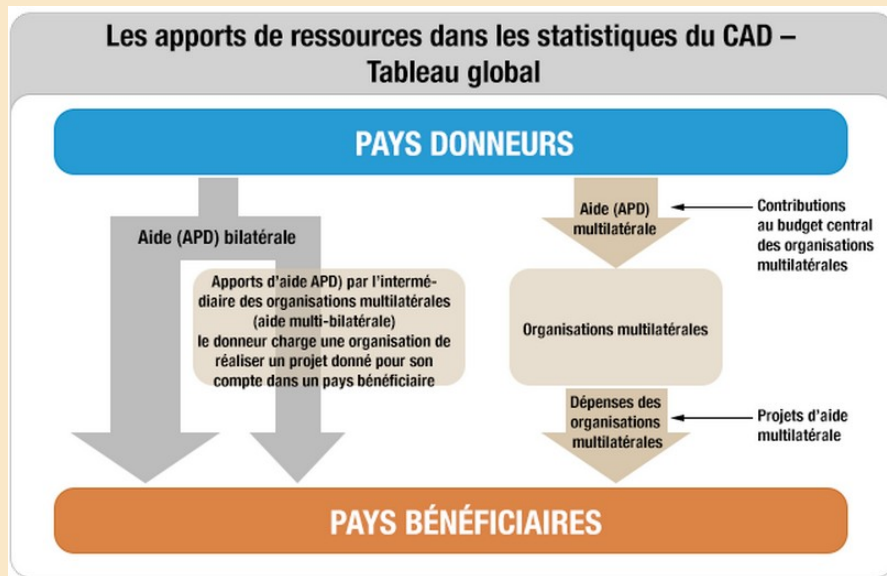 Les apports de ressources dans les statistiques du CAD –
Tableau global
PAYS DONNEURS
Aide (APD) bilatérale
Apports d'aide APD) par l'intermé-
diaire des organisations multilatérales
(aide multi-bilatérale)
le donneur charge une organisation de
réaliser un projet donné pour son
compte dans un pays bénéficiaire
Aide (APD)
multilatérale
Contributions
au budget central
des organisations
multilatérales
Organisations multilatérales
Dépenses des
organisations
multilatérales
Projets d'aide
multilatérale
PAYS BÉNÉFICIAIRES